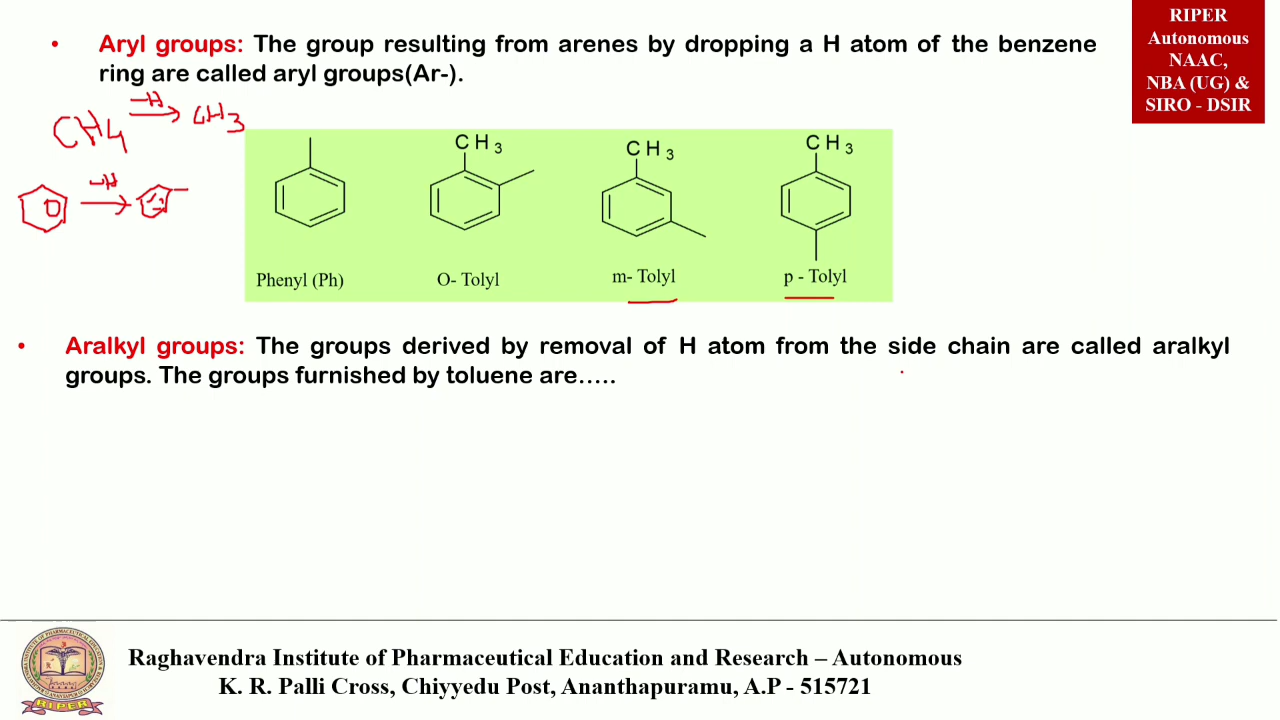 RIPER
Autonomous
NAAC,
NBA (UG) &
SIRO - DSIR
• Aryl groups: The group resulting from arenes by dropping a H atom of the benzene
ring are called aryl groups(Ar-).
CH4 -H CH3
-H
CH3 CH3 CH3
Phenyl (Ph) O- Tolyl m- Tolyl p - Tolyl
• Aralkyl groups: The groups derived by removal of H atom from the side chain are called aralkyl
groups. The groups furnished by toluene are.....
RIPER
Raghavendra Institute of Pharmaceutical Education and Research – Autonomous
K. R. Palli Cross, Chiyyedu Post, Ananthapuramu, A.P - 515721